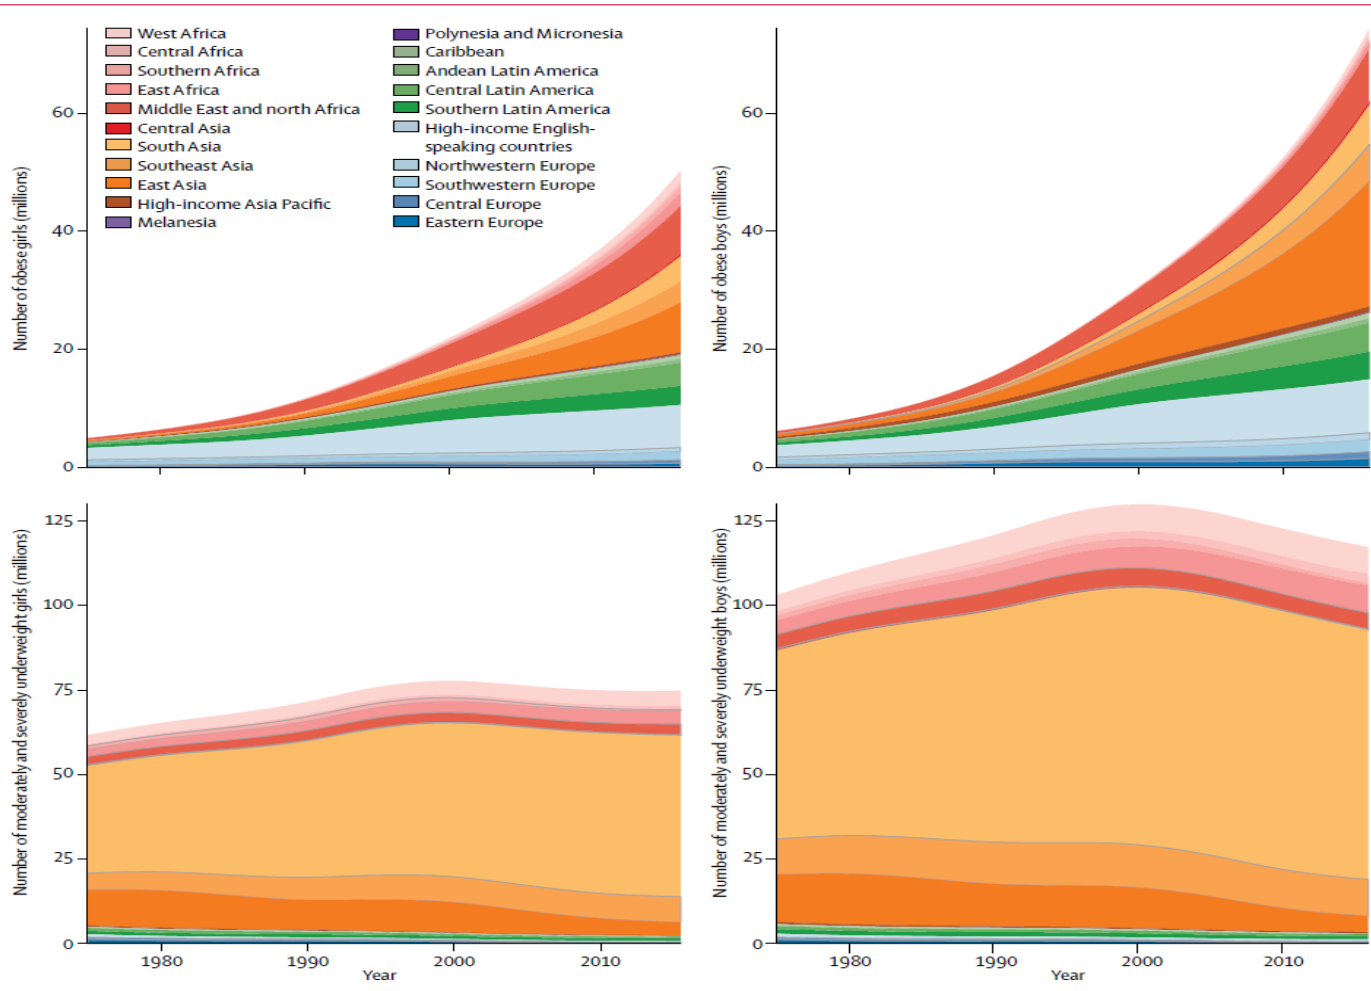 West Africa
Central Africa
Southern Africa
East Africa
Middle East and north Africa
Central Asia
South Asia
Southeast Asia
East Asia
High-income Asia Pacific
Melanesia
Polynesia and Micronesia
Caribbean
Andean Latin America
Central Latin America
Southern Latin America
High-income English-
speaking countries
Northwestern Europe
Southwestern Europe
Central Europe
Eastern Europe
Number of obese girls (millions)
60
40
20
0
Number of obese boys (millions)
60
40
20
0
Number of moderately and severely underweight girls (millions)
125
100
75
50
25
0
1980
1990
2000
2010
Year
Number of moderately and severely underweight boys (millions)
125
100
75
50
25
0
1980
1990
2000
2010
Year